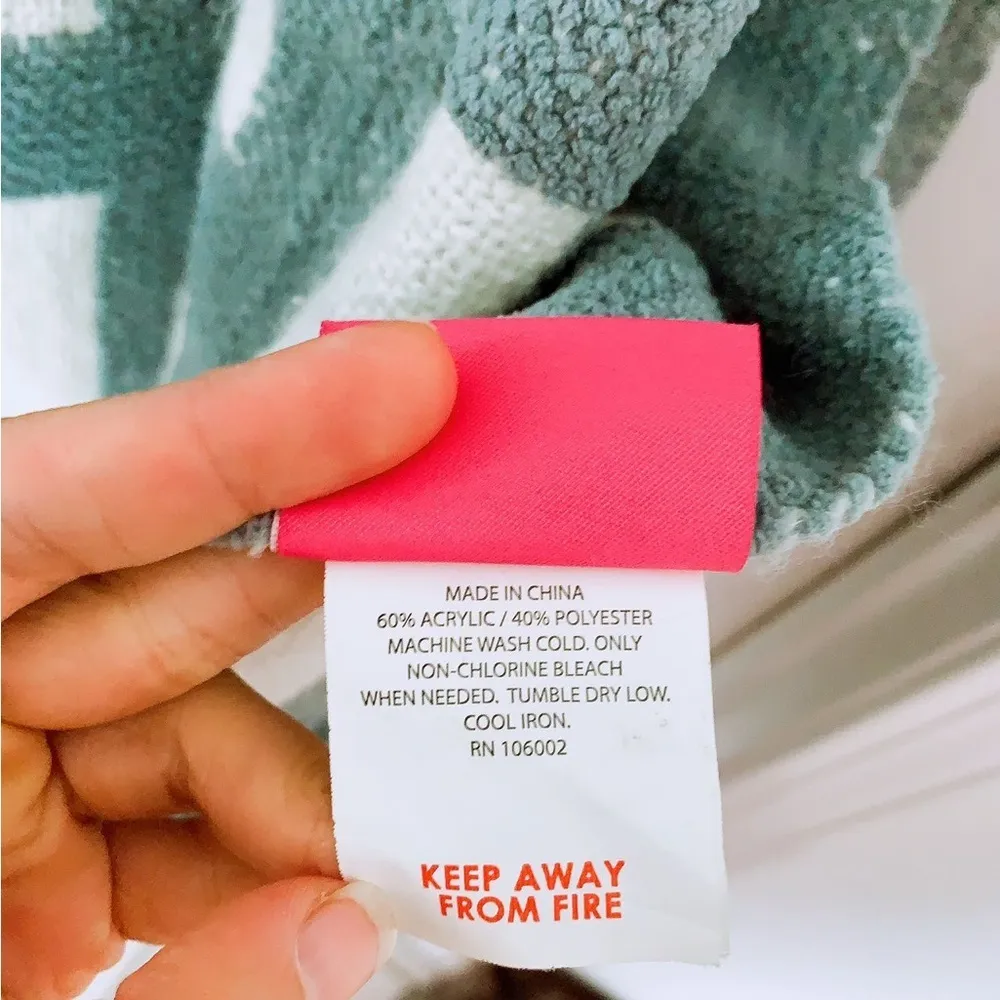 MADE IN CHINA
60% ACRYLIC / 40% POLYESTER
MACHINE WASH COLD. ONLY
NON-CHLORINE BLEACH
WHEN NEEDED. TUMBLE DRY LOW.
COOL IRON.
RN 106002
KEEP AWAY
FROM FIRE